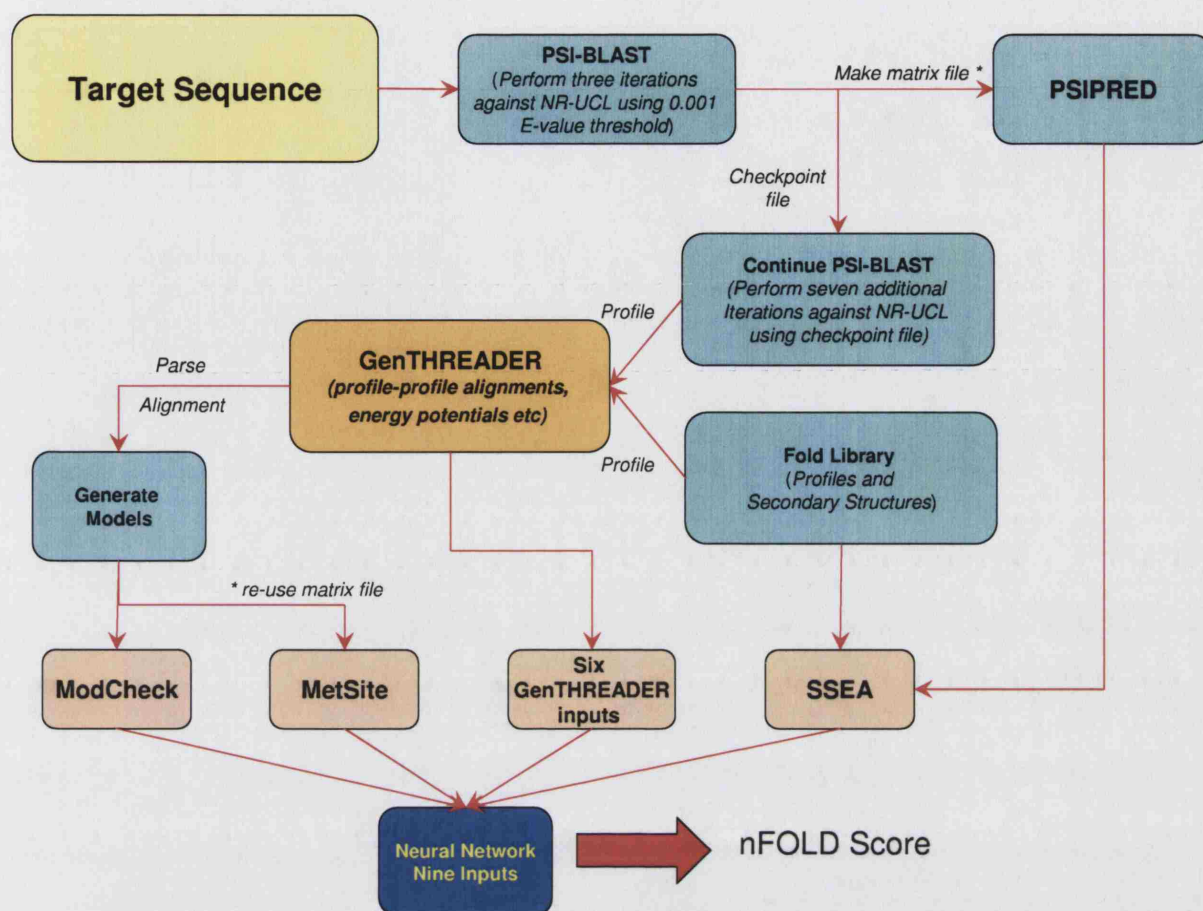 Target Sequence
PSI-BLAST
(Perform three iterations
against NR-UCL using 0.001
E-value threshold)
Make matrix file *
PSIPRED
Checkpoint
file
Continue PSI-BLAST
(Perform seven additional
Iterations against NR-UCL
using checkpoint file)
Profile
GenTHREADER
(profile-profile alignments,
energy potentials etc)
Parse
Alignment
Profile
Fold Library
(Profiles and
Secondary Structures)
Generate
Models
* re-use matrix file
ModCheck
MetSite
Six
GenTHREADER
inputs
SSEA
Neural Network
Nine Inputs
nFOLD Score